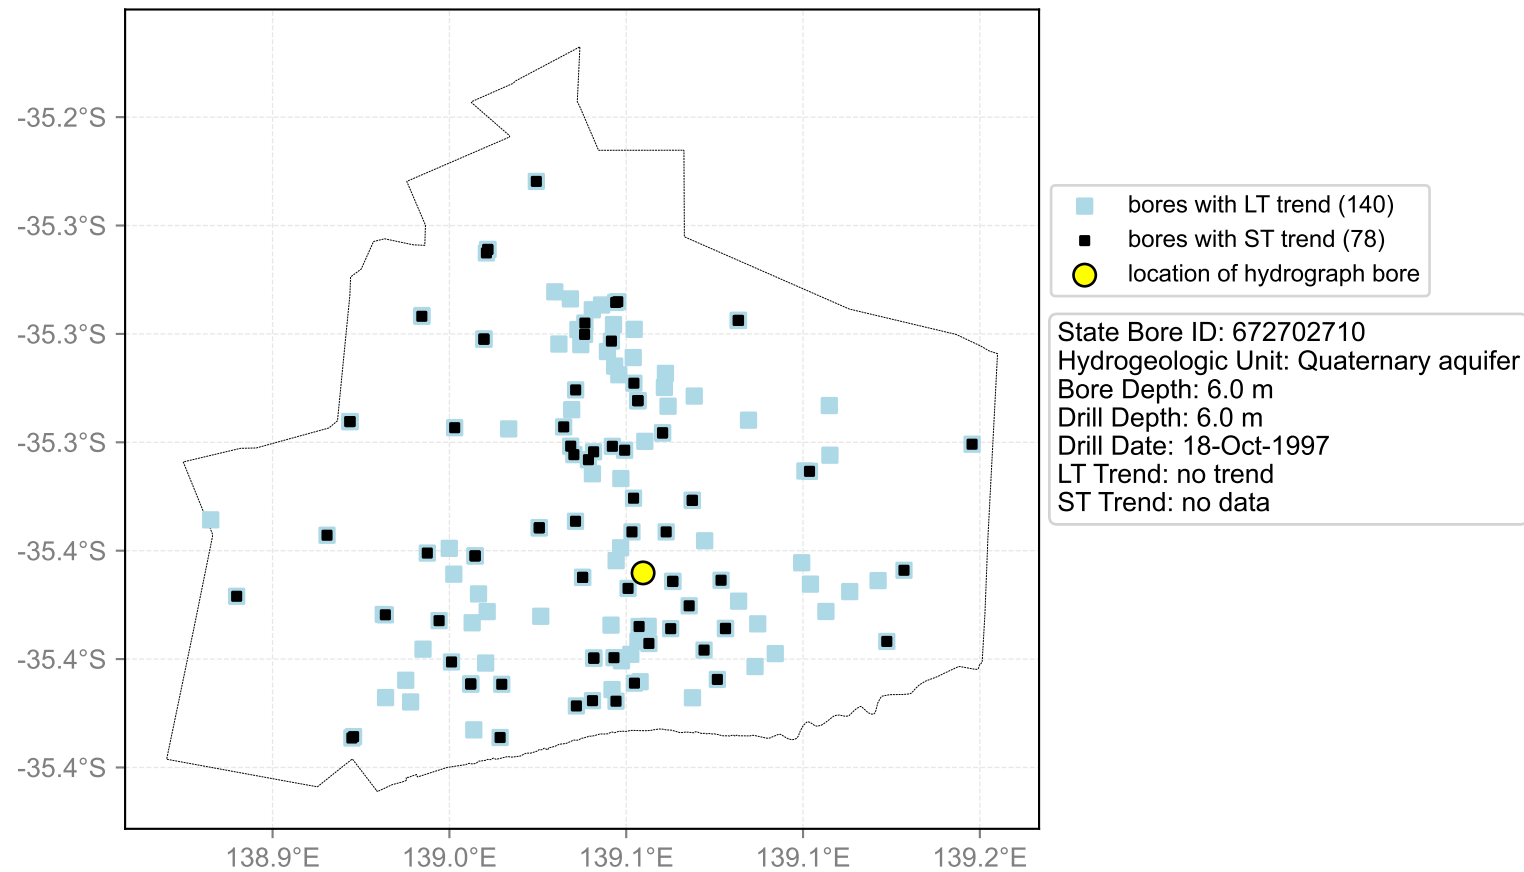 -35.2°S
-35.3°S
-35.3°S
-35.3°S
-35.4°S
-35.4°S
-35.4°S
138.9°E
139.0°E
139.1°E
139.1°E
139.2°E
bores with LT trend (140)
bores with ST trend (78)
location of hydrograph bore
State Bore ID: 672702710
Hydrogeologic Unit: Quaternary aquifer
Bore Depth: 6.0 m
Drill Depth: 6.0 m
Drill Date: 18-Oct-1997
LT Trend: no trend
ST Trend: no data